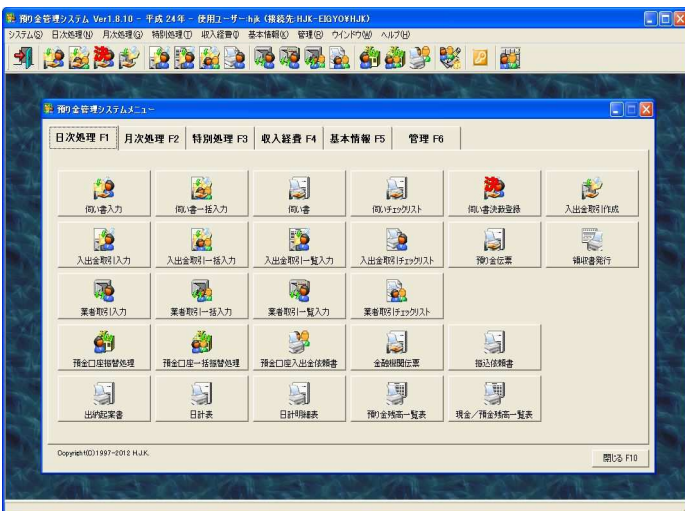 預り金管理システム Ver1.8.10 - 平成 24年 - 使用ユーザー:hjk (接続先:HJK-EIGYO¥HJK)
システム(S) 日次処理(N) 月次処理(G) 特別処理(T) 収入経費(I) 基本情報(K) 管理(R) ウインドウ(W) ヘルプ(H)
預り金管理システムメニュー
日次処理 F1 月次処理 F2 特別処理 F3 収入経費 F4 基本情報 F5 管理 F6
伺い書入力 伺い書一括入力 伺い書 伺いチェックリスト 伺い書決裁登録 入出金取引作成
入出金取引入力 入出金取引一括入力 入出金取引一覧入力 入出金取引チェックリスト 預り金伝票 領収書発行
業者取引入力 業者取引一括入力 業者取引一覧入力 業者取引チェックリスト
預金口座振替処理 預金口座一括振替処理 預金口座入出金依頼書 金融機関伝票 振込依頼書
出納起案書 日計表 日計明細表 預り金残高一覧表 現金/預金残高一覧表
Copyright(C)1997-2012 H.J.K.
閉じる F10